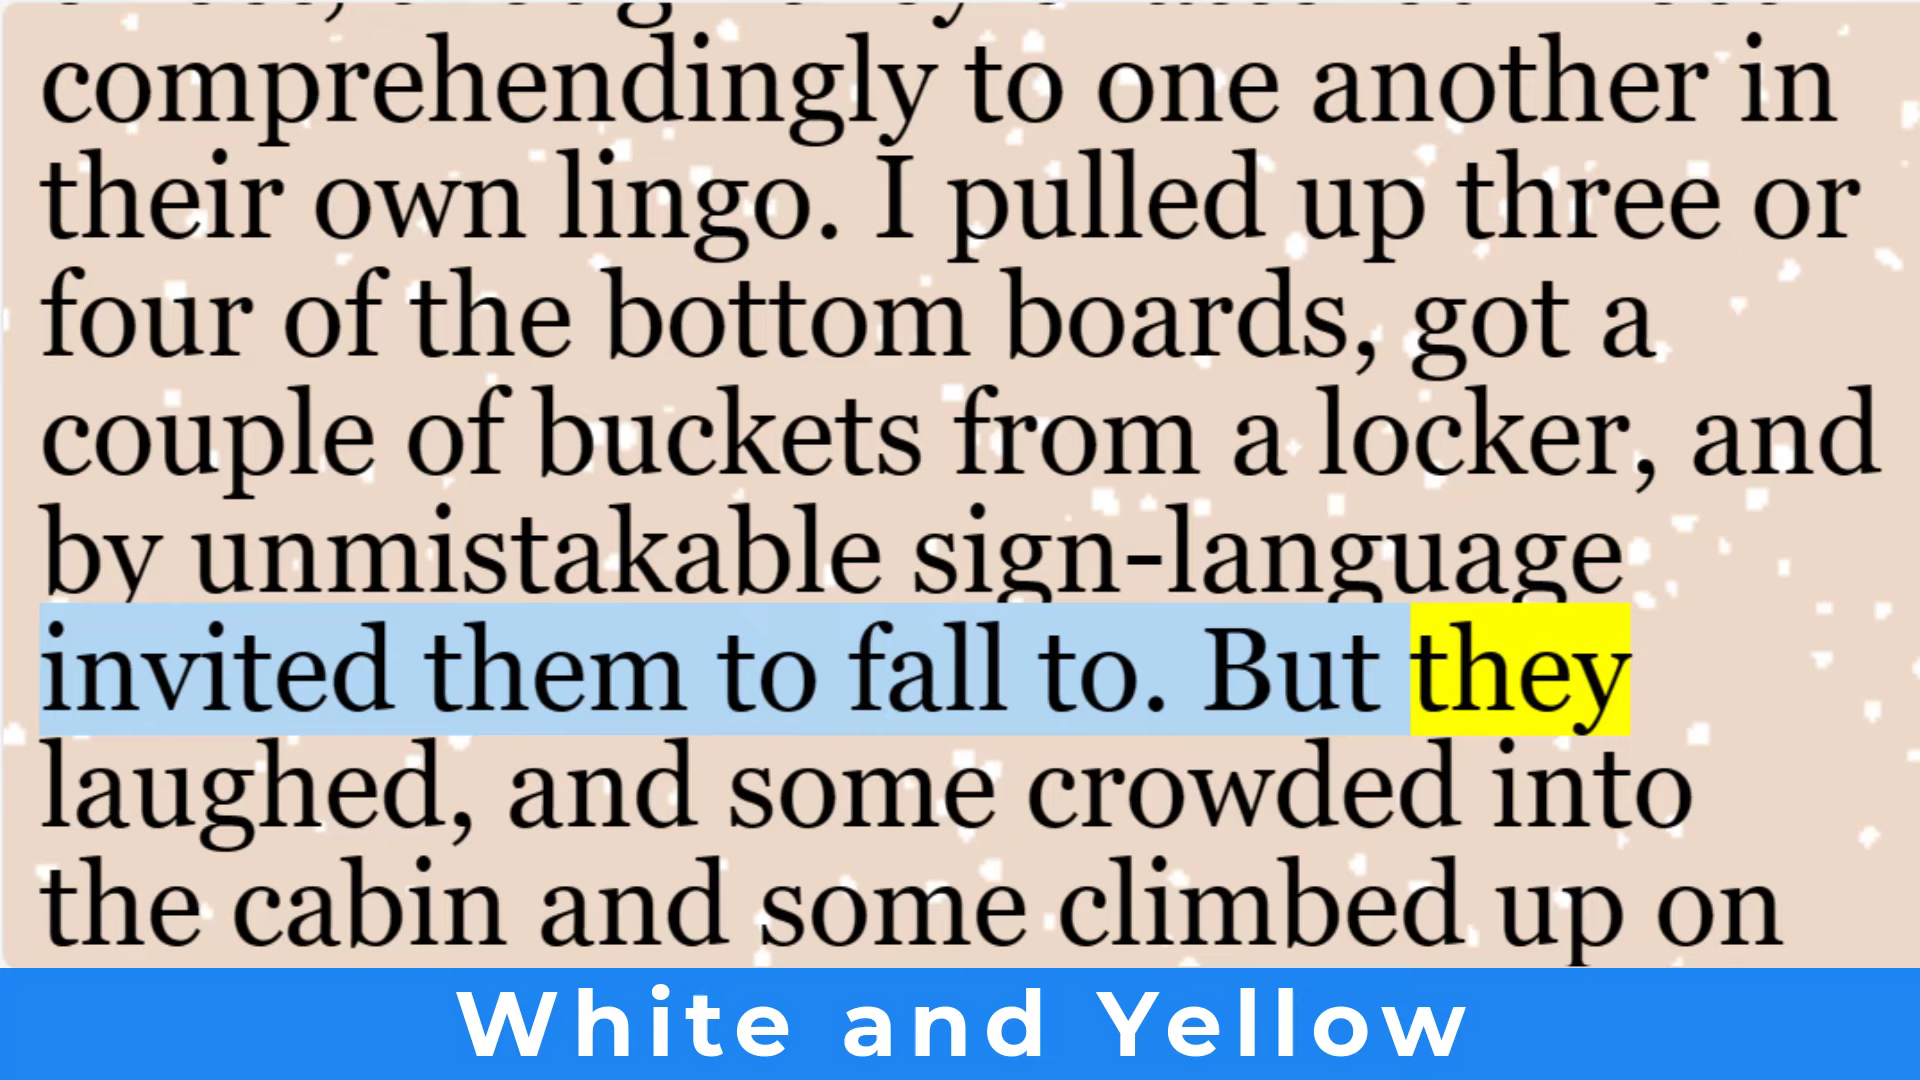 comprehendingly to one another in
their own lingo. I pulled up three or
four of the bottom boards, got a
couple of buckets from a locker, and
by unmistakable sign-language
invited them to fall to. But they
laughed, and some crowded into
the cabin and some climbed up on
White and Yellow